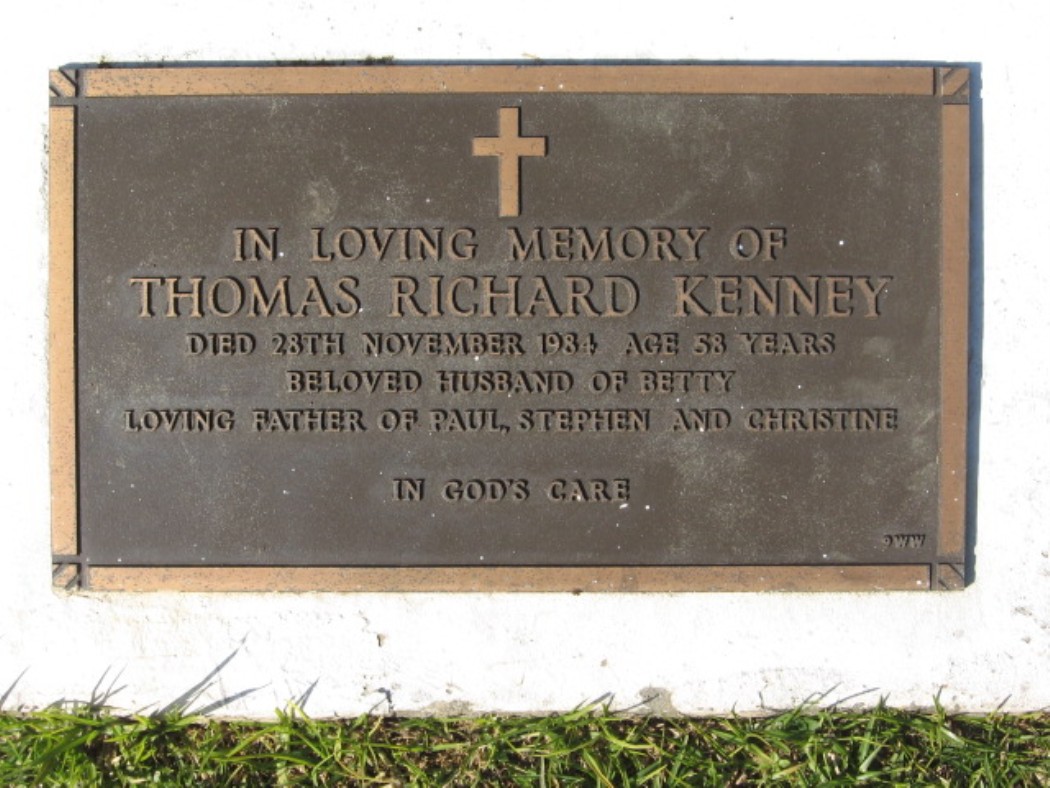 IN LOVING MEMORY OF
THOMAS RICHARD KENNEY
DIED 28TH NOVEMBER 1984 AGE 58 YEARS
BELOVED HUSBAND OF BETTY
LOVING FATHER OF PAUL, STEPHEN AND CHRISTINE
IN GOD'S CARE
9WW